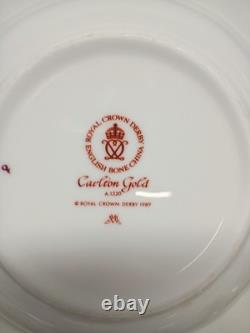 ROYAL CROWN DERBY
ENGLISH BONE CHINA
Carlton Gold
A.1320
© ROYAL CROWN DERBY 1989